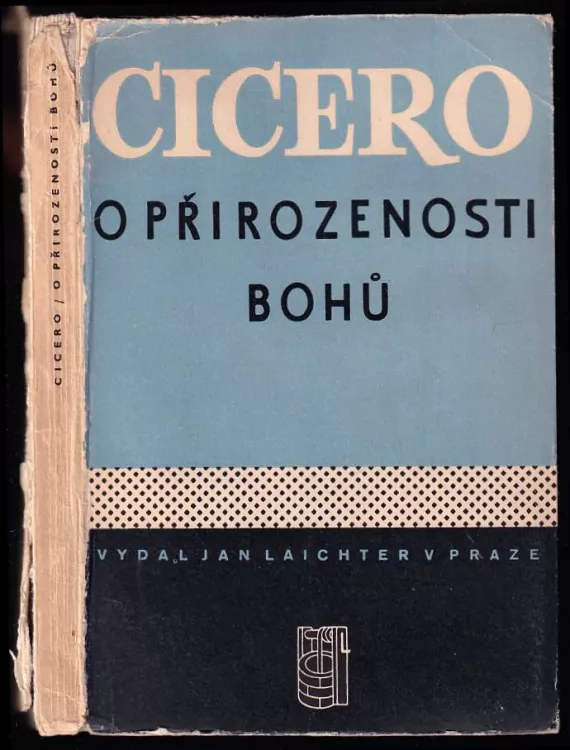 CICERO / O PŘIROZENOSTI BOHŮ
CICERO
O PŘIROZENOSTI
BOHŮ
VYDAL JAN LAICHTER V PRAZE